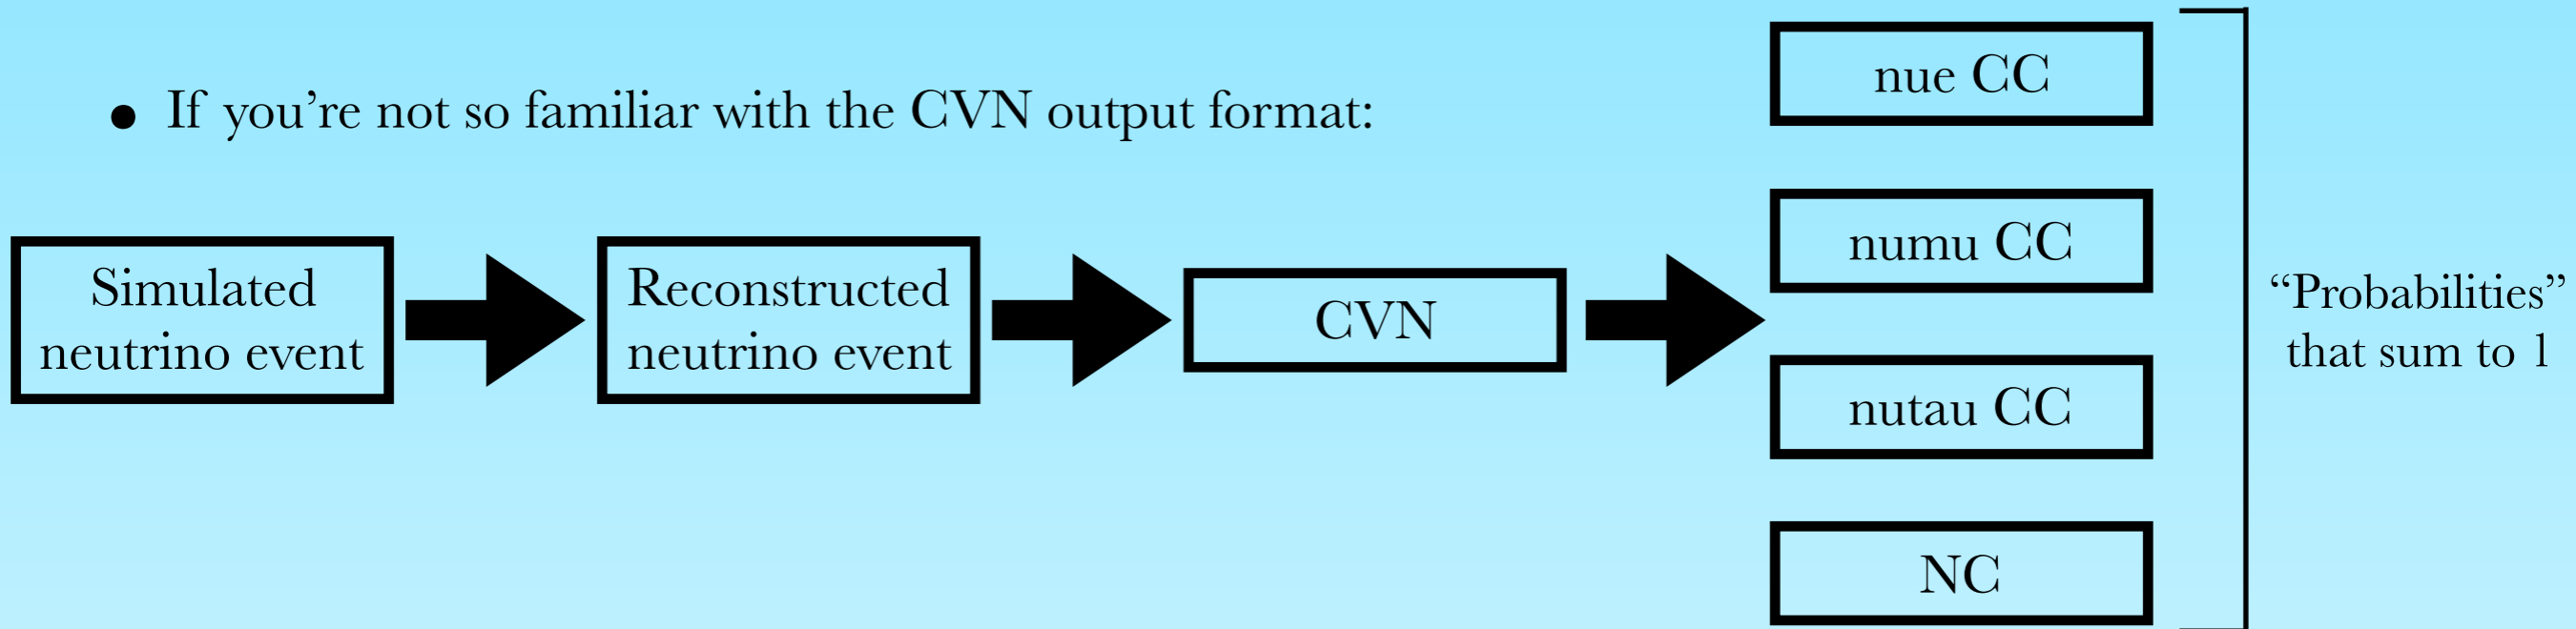 • If you’re not so familiar with the CVN output format:
Simulated
neutrino event
Reconstructed
neutrino event
CVN
nue CC
numu CC
nutau CC
NC
“Probabilities”
that sum to 1